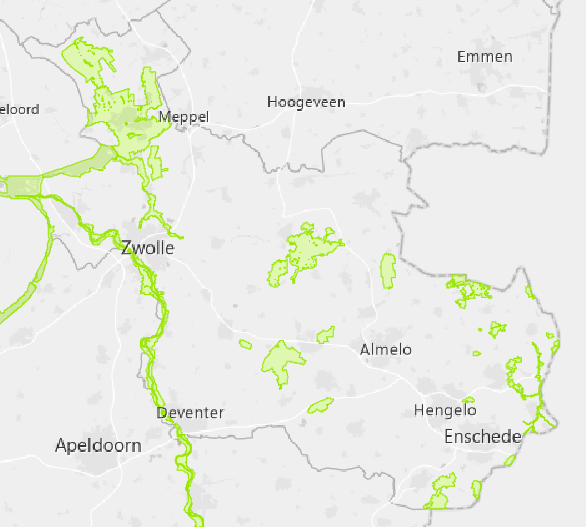 Emmen
Hoogeveen
eloord
Meppel
Zwolle
Almelo
Deventer
Hengelo
Enschede
Apeldoorn